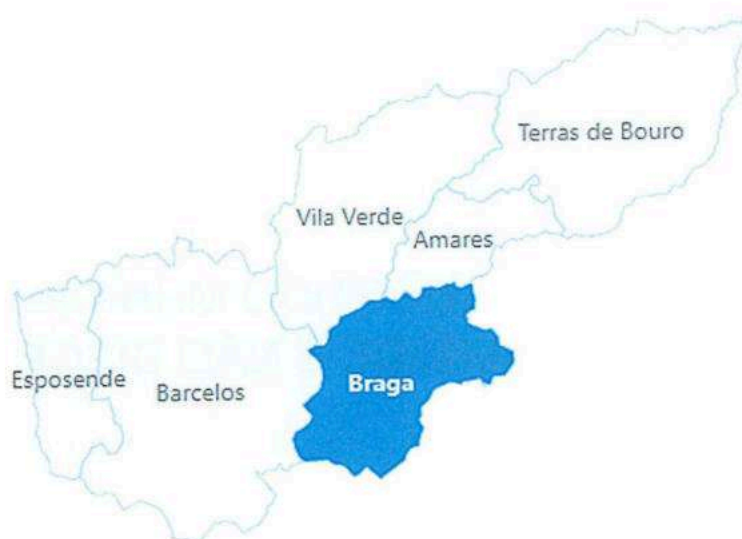 Terras de Bouro
Vila Verde
Amares
Esposende
Barcelos
Braga